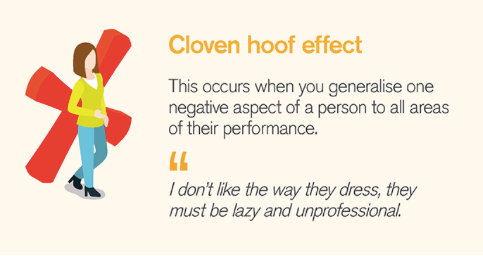 Cloven hoof effect
This occurs when you generalise one
negative aspect of a person to all areas
of their performance.
“
I don’t like the way they dress, they
must be lazy and unprofessional.